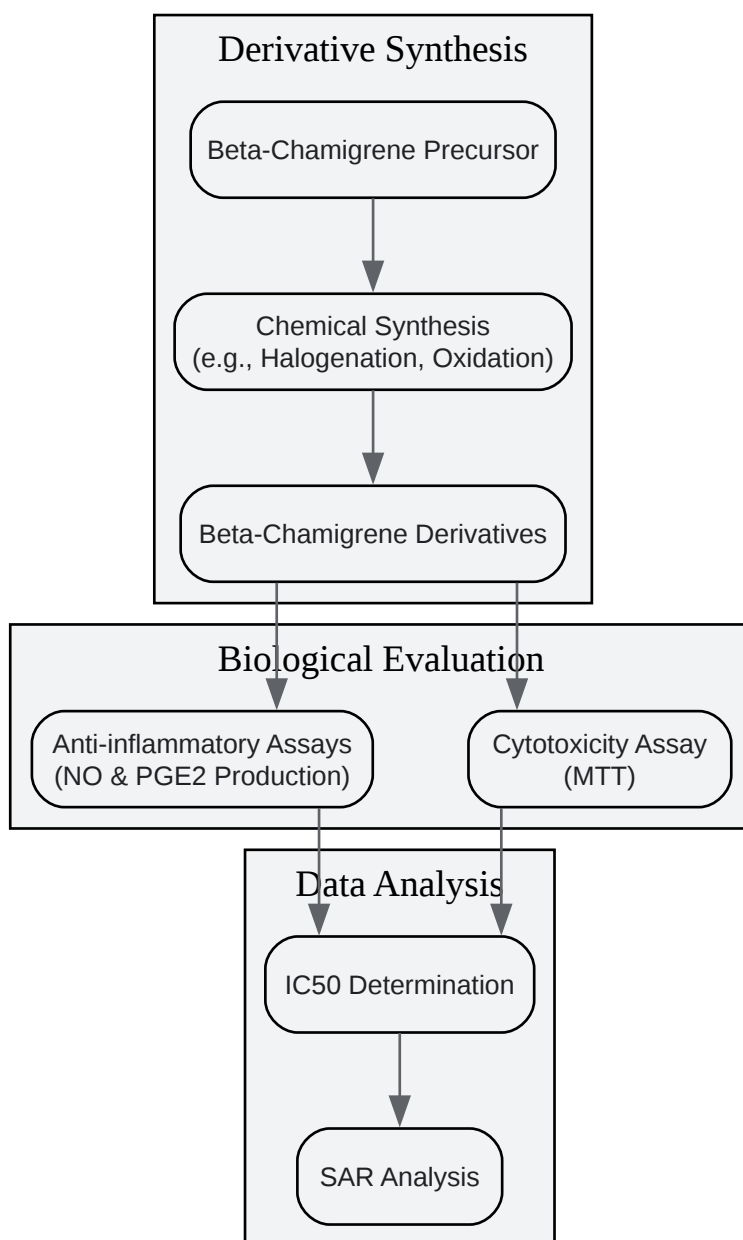 Derivative Synthesis
Beta-Chamigrene Precursor
Chemical Synthesis
(e.g., Halogenation, Oxidation)
Beta-Chamigrene Derivatives
Biological Evaluation
Anti-inflammatory Assays
(NO & PGE2 Production)
Cytotoxicity Assay
(MTT)
Data Analysis
IC50 Determination
SAR Analysis